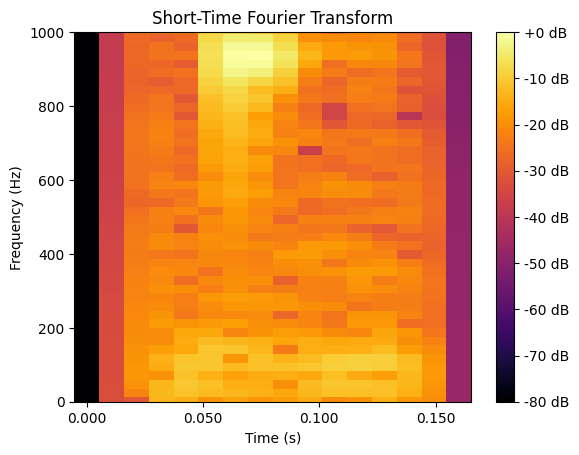 Short-Time Fourier Transform
Frequency (Hz)
1000
800
600
400
200
0
0.000
0.050
0.100
0.150
Time (s)
+0 dB
-10 dB
-20 dB
-30 dB
-40 dB
-50 dB
-60 dB
-70 dB
-80 dB